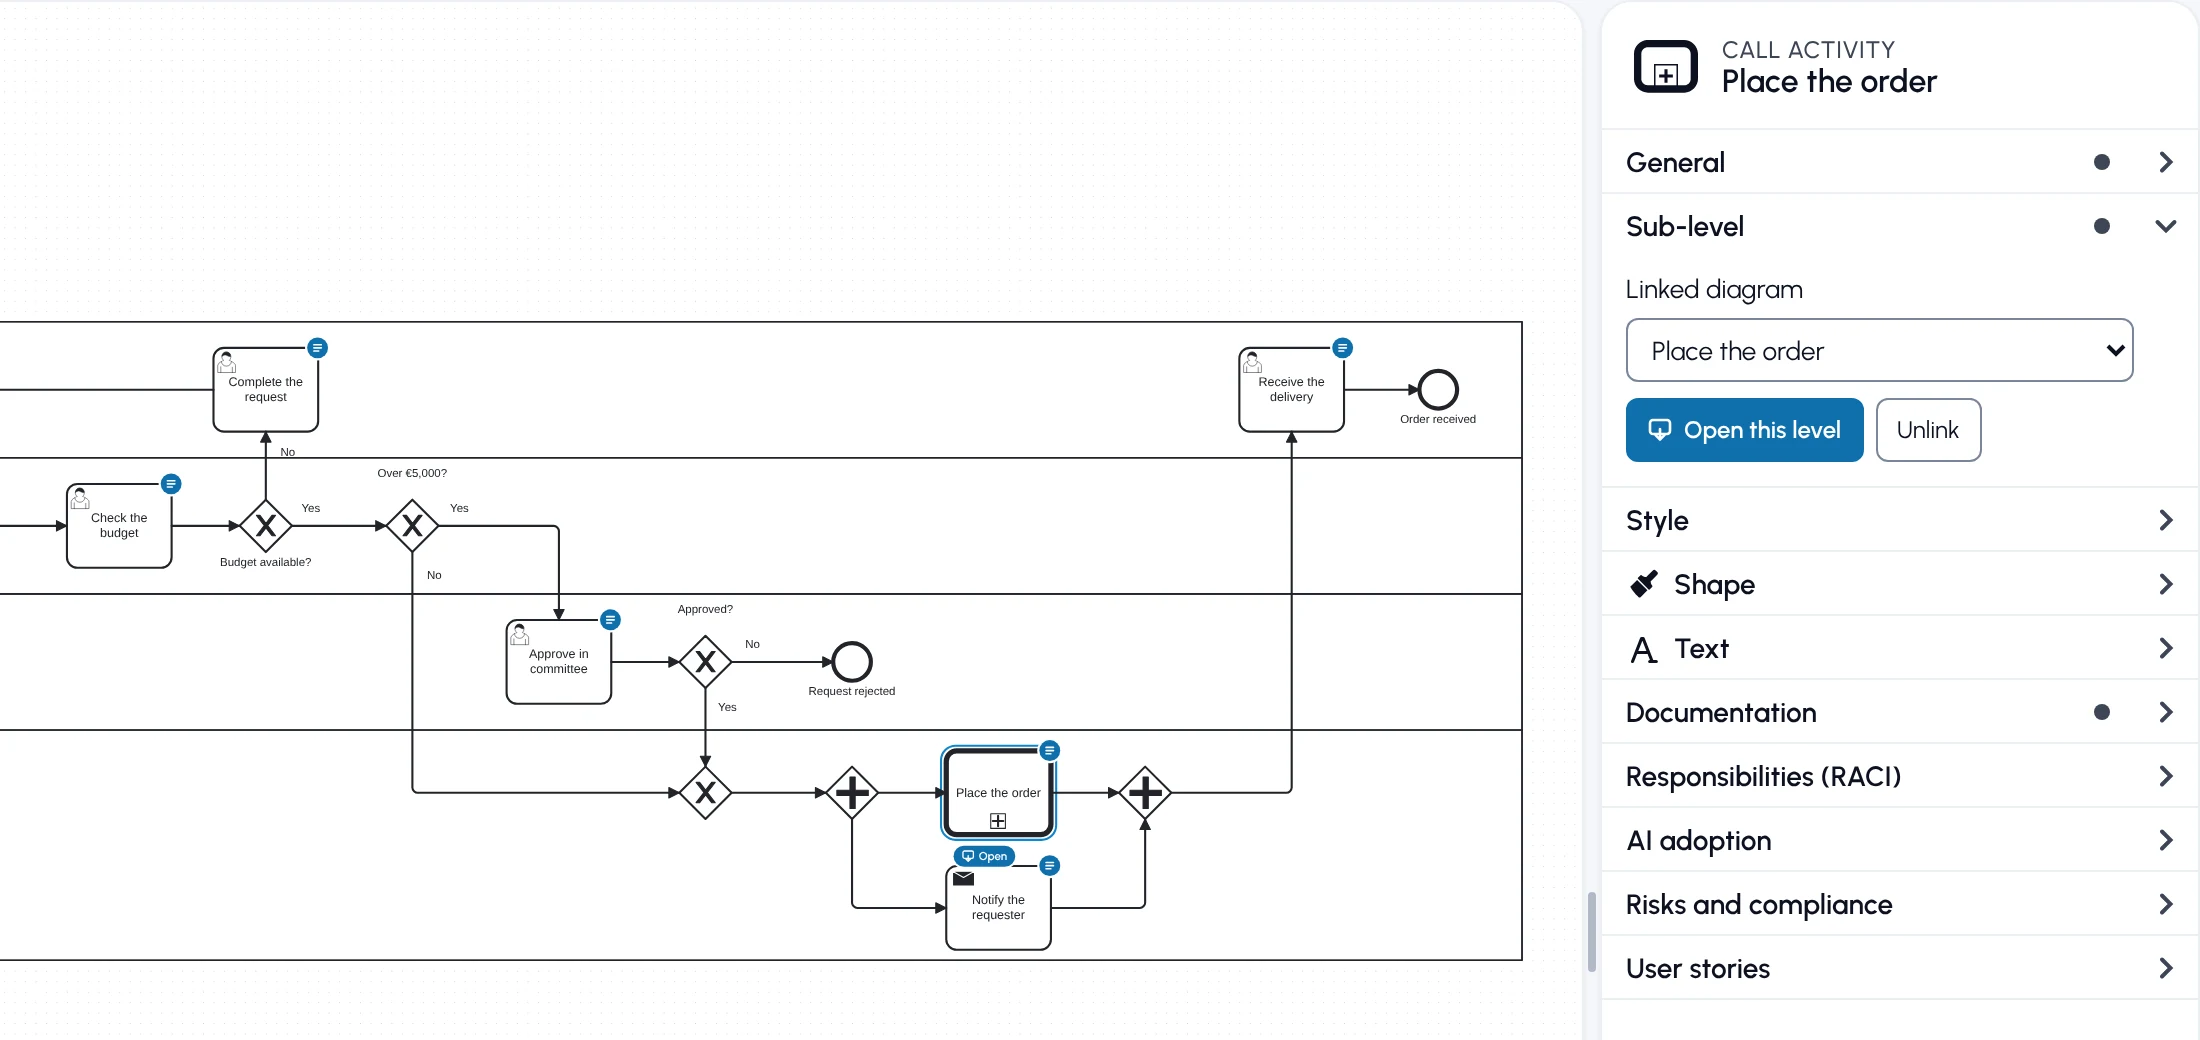 Complete the
request
No
Over €5,000?
Check the
budget
Yes
Yes
Budget available?
No
Approve in
committee
Approved?
No
Request rejected
Yes
Place the order
Open
Notify the
requester
Receive the
delivery
Order received
CALL ACTIVITY
Place the order
General
Sub-level
Linked diagram
Place the order
Open this level
Unlink
Style
Shape
Text
Documentation
Responsibilities (RACI)
AI adoption
Risks and compliance
User stories